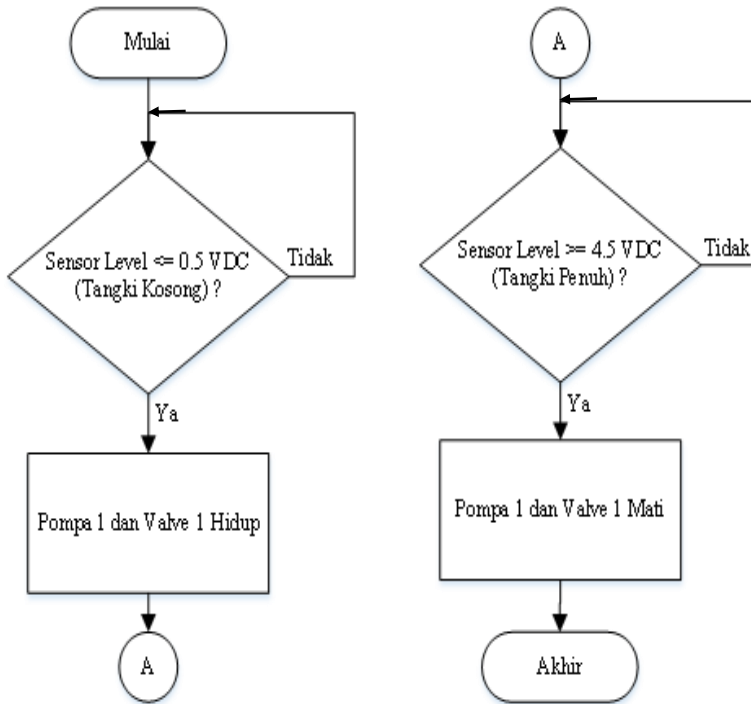 Mulai
Sensor Level <= 0.5 VDC
(Tangki Kosong) ?
Tidak
Ya
Pompa 1 dan Valve 1 Hidup
A
A
Sensor Level >= 4.5 VDC
(Tangki Penuh) ?
Tidak
Ya
Pompa 1 dan Valve 1 Mati
Akhir